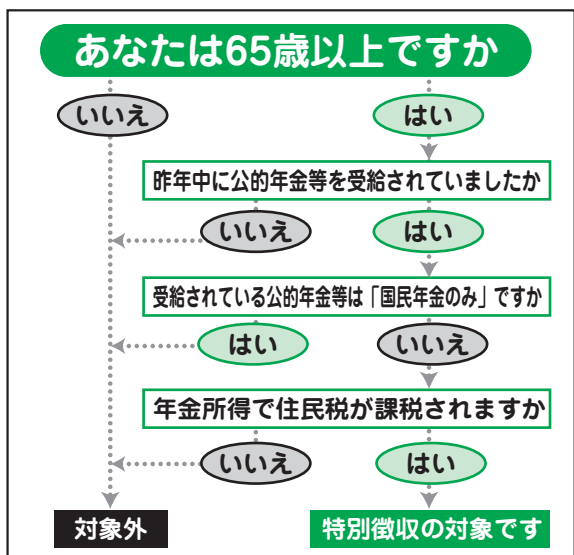 あなたは65歳以上ですか
いいえ
はい
昨年中に公的年金等を受給されていましたか
いいえ
はい
受給されている公的年金等は「国民年金のみ」ですか
はい
いいえ
年金所得で住民税が課税されますか
いいえ
はい
対象外
特別徴収の対象です